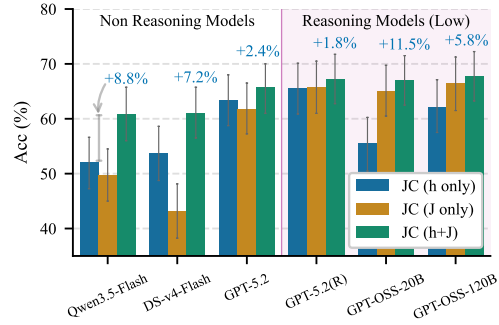 80
70
60
50
40
Acc (%)
Non Reasoning Models
Reasoning Models (Low)
+8.8%
+7.2%
+2.4%
+1.8%
+11.5%
+5.8%
JC (h only)
JC (J only)
JC (h+J)
Qwen3.5-Flash
DS-v4-Flash
GPT-5.2
GPT-5.2(R)
GPT-OSS-20B
GPT-OSS-120B